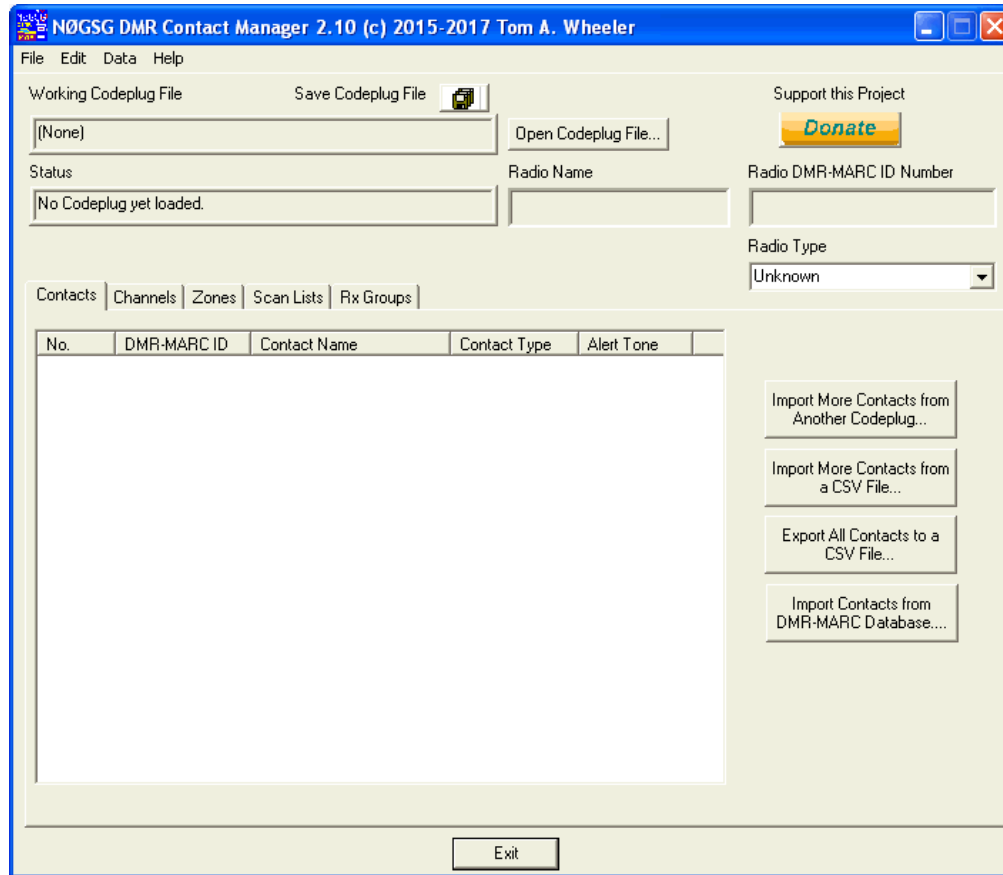 NØGSG DMR Contact Manager 2.10 (c) 2015-2017 Tom A. Wheeler
File Edit Data Help
Working Codeplug File
Save Codeplug File
Support this Project
(None)
Open Codeplug File...
Donate
Status
Radio Name
Radio DMR-MARC ID Number
No Codeplug yet loaded.
Radio Type
Unknown
Contacts Channels Zones Scan Lists Rx Groups
No. DMR-MARC ID Contact Name Contact Type Alert Tone
Import More Contacts from
Another Codeplug...
Import More Contacts from
a CSV File...
Export All Contacts to a
CSV File...
Import Contacts from
DMR-MARC Database....
Exit